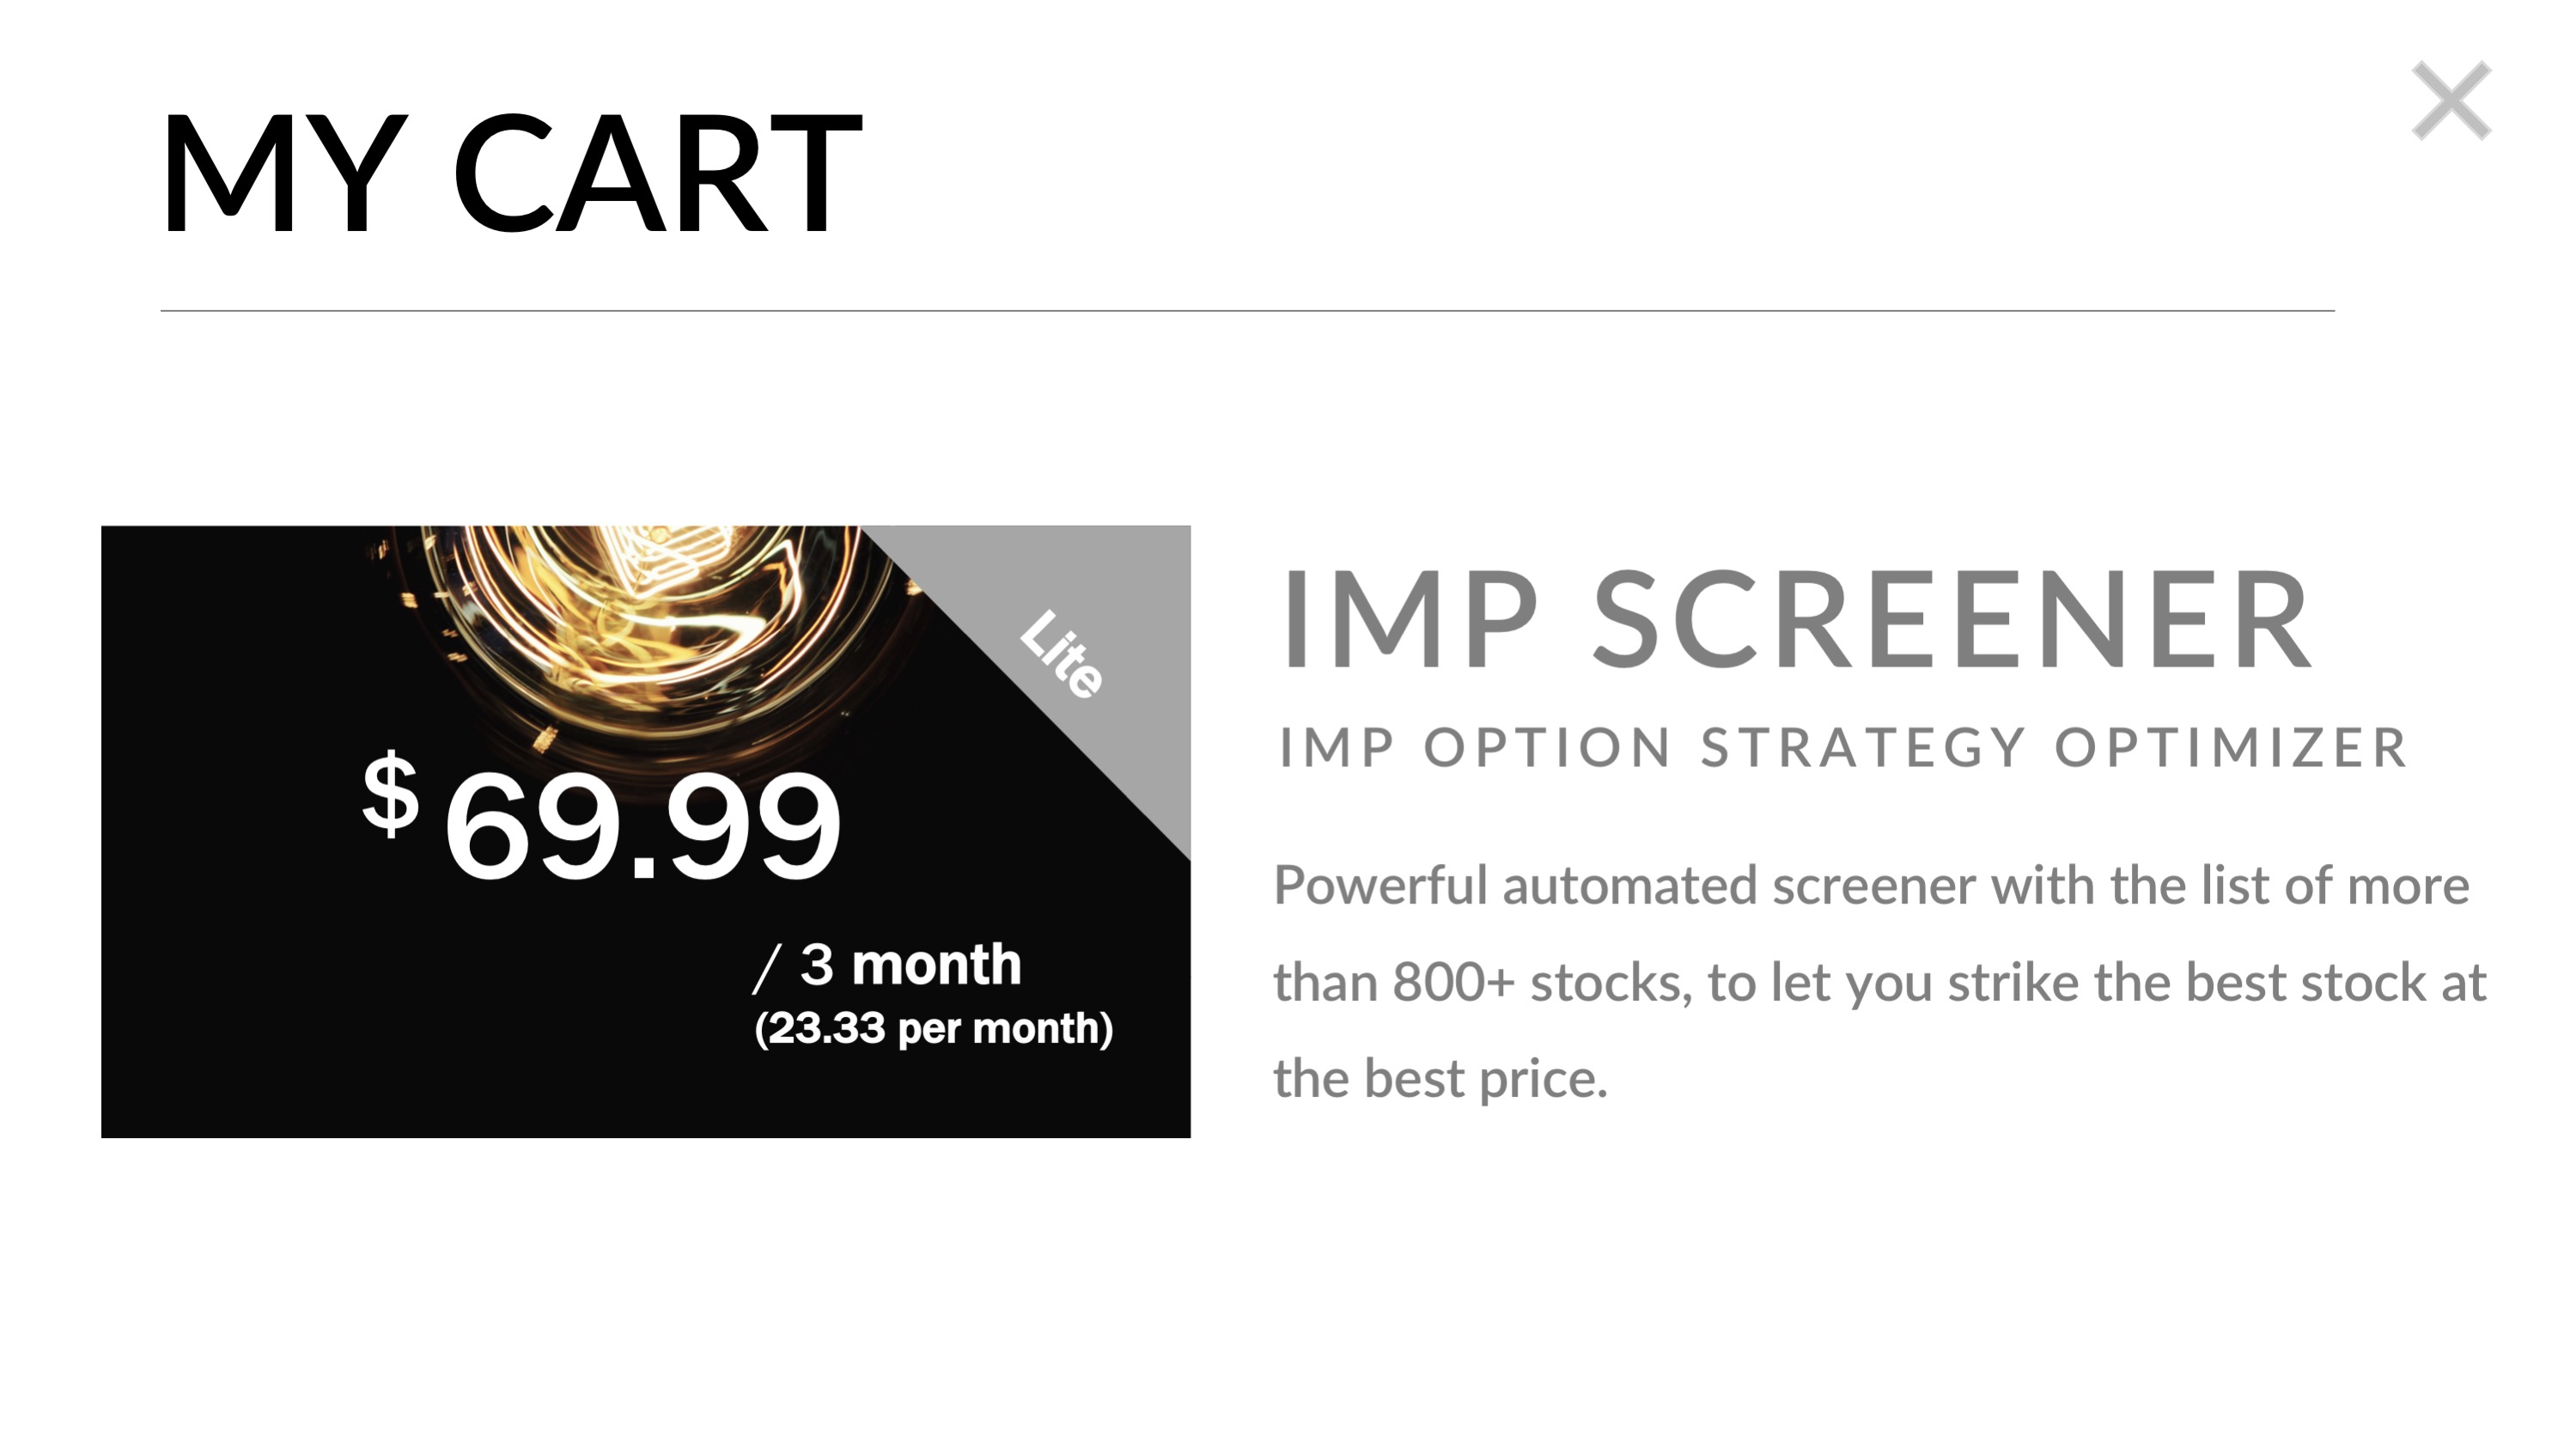 MY CART
Lite
$ 69.99
/ 3 month
(23.33 per month)
IMP SCREENER
IMP OPTION STRATEGY OPTIMIZER
Powerful automated screener with the list of more
than 800+ stocks, to let you strike the best stock at
the best price.